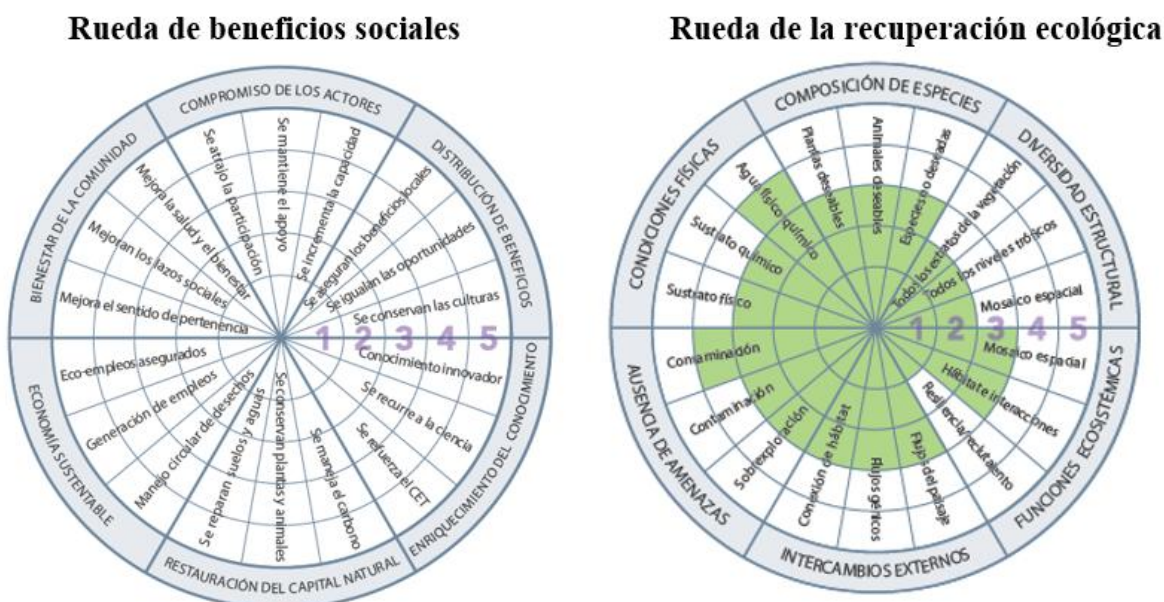 Rueda de beneficios sociales
COMPROMISO DE LOS ACTORES
Se atrajo la participación
Se mantiene el apoyo
Se incrementa la capacidad
DISTRIBUCIÓN DE BENEFICIOS
Se aseguran los beneficios locales
Se igualan las oportunidades
Se conservan las culturas
ENRIQUECIMIENTO DEL CONOCIMIENTO
Conocimiento innovador
Se recurre a la ciencia
Se refuerza el CET
RESTAURACIÓN DEL CAPITAL NATURAL
Se maneja el carbono
Se conservan plantas y animales
Se reparan suelos y aguas
ECONOMÍA SUSTENTABLE
Manejo circular de desechos
Generación de empleos
Eco-empleos asegurados
BIENESTAR DE LA COMUNIDAD
Mejora el sentido de pertenencia
Mejoran los lazos sociales
Mejora la salud y el bienestar
1 2 3 4 5
Rueda de la recuperación ecológica
COMPOSICIÓN DE ESPECIES
Plantas deseables
Animales deseables
Especies no deseadas
DIVERSIDAD ESTRUCTURAL
Todos los estratos de la vegetación
Todos los niveles tróficos
Mosaico espacial
FUNCIONES ECOSTÉMICAS
Mosaico espacial
Hábitat e interaccones
Resiliencia/reclutaiento
INTERCAMBIOS EXTERNOS
Flujo del paisaje
Flujos génicos
Conexión de hábitat
AUSENCIA DE AMENAZAS
Sobrexplotación
Contaminación
Comaminación
CONDICIONES FÍSICAS
Sustrato físico
Sustrato químico
Agua físico químico
1 2 3 4 5